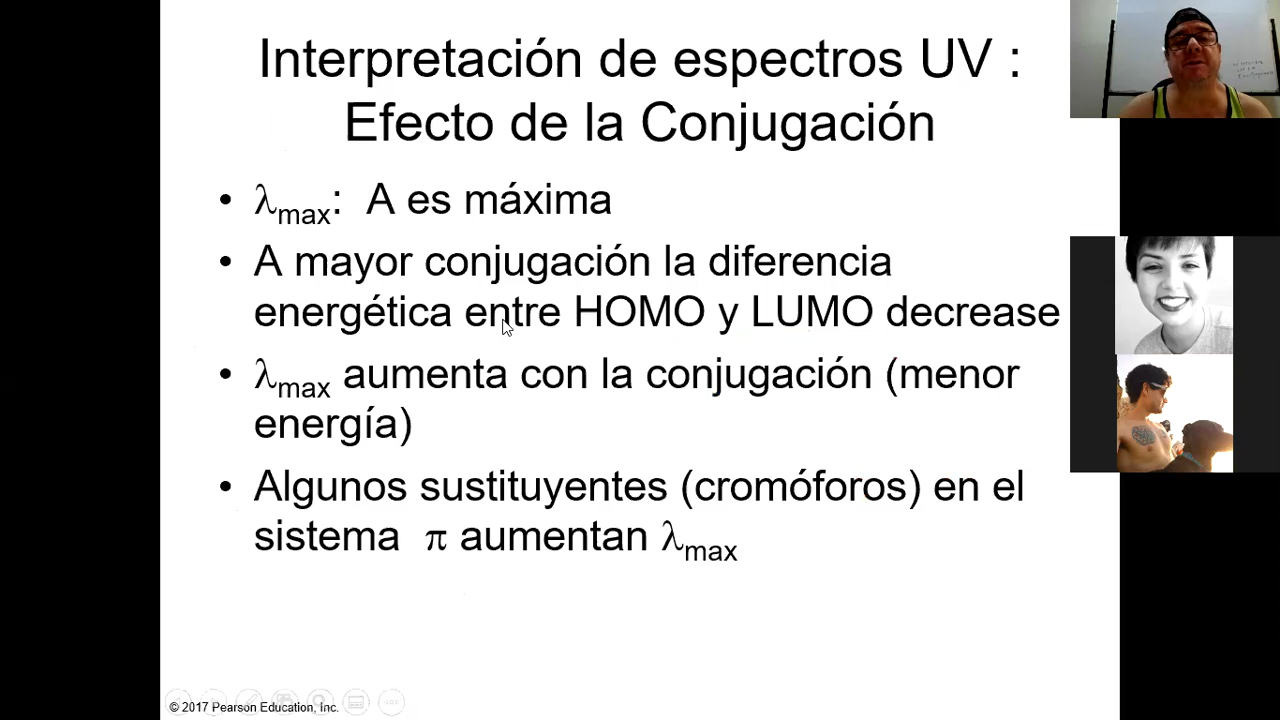 Interpretación de espectros UV :
Efecto de la Conjugación
• λmax: A es máxima
• A mayor conjugación la diferencia
energética entre HOMO y LUMO decrease
• λmax aumenta con la conjugación (menor
energía)
• Algunos sustituyentes (cromóforos) en el
sistema π aumentan λmax
© 2017 Pearson Education, Inc.